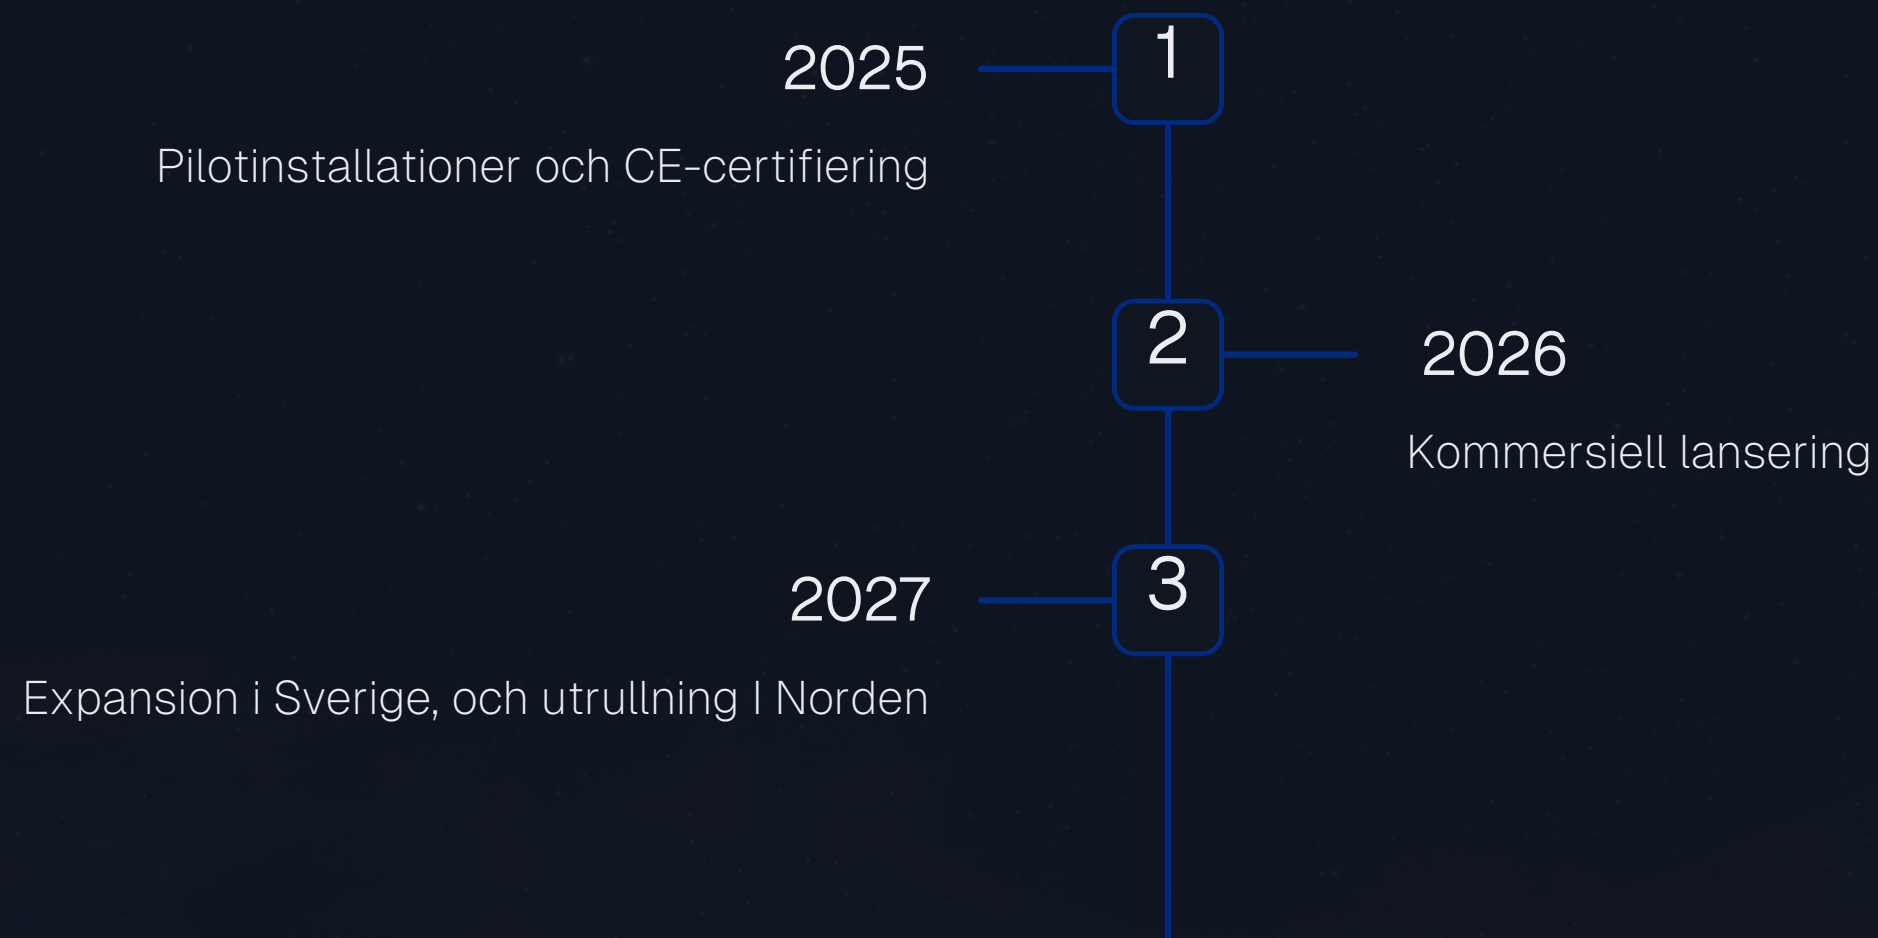 1
2025
Pilotinstallationer och CE-certifiering
2
2026
Kommersiell lansering
3
2027
Expansion i Sverige, och utrullning I Norden